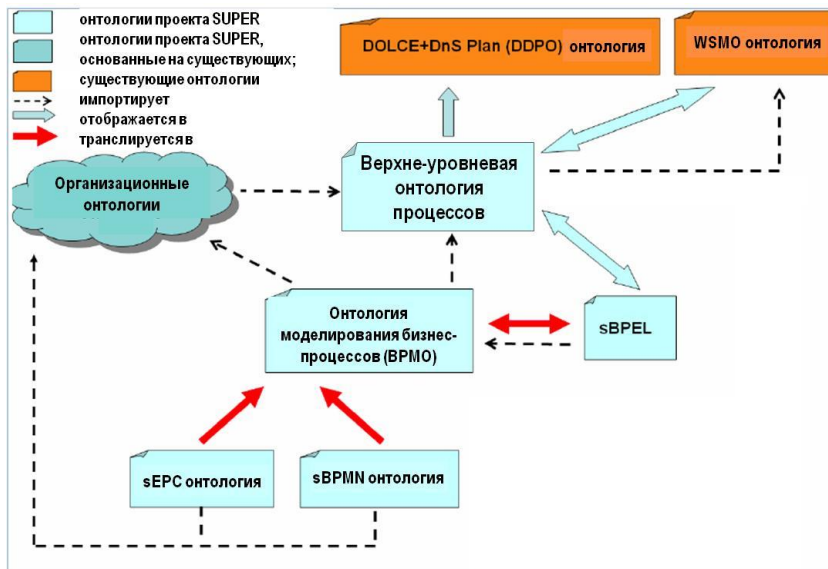 онтологии проекта SUPER
онтологии проекта SUPER,
основанные на существующих;
существующие онтологии
импортирует
отображается в
транслируется в
DOLCE+DnS Plan (DDPO) онтология
WSMO онтология
Верхне-уровневая
онтология
процессов
Организационные
онтологии
Онтология
моделирования бизнес-
процессов (BPMO)
sBPEL
sEPC онтология
sBPMN онтология